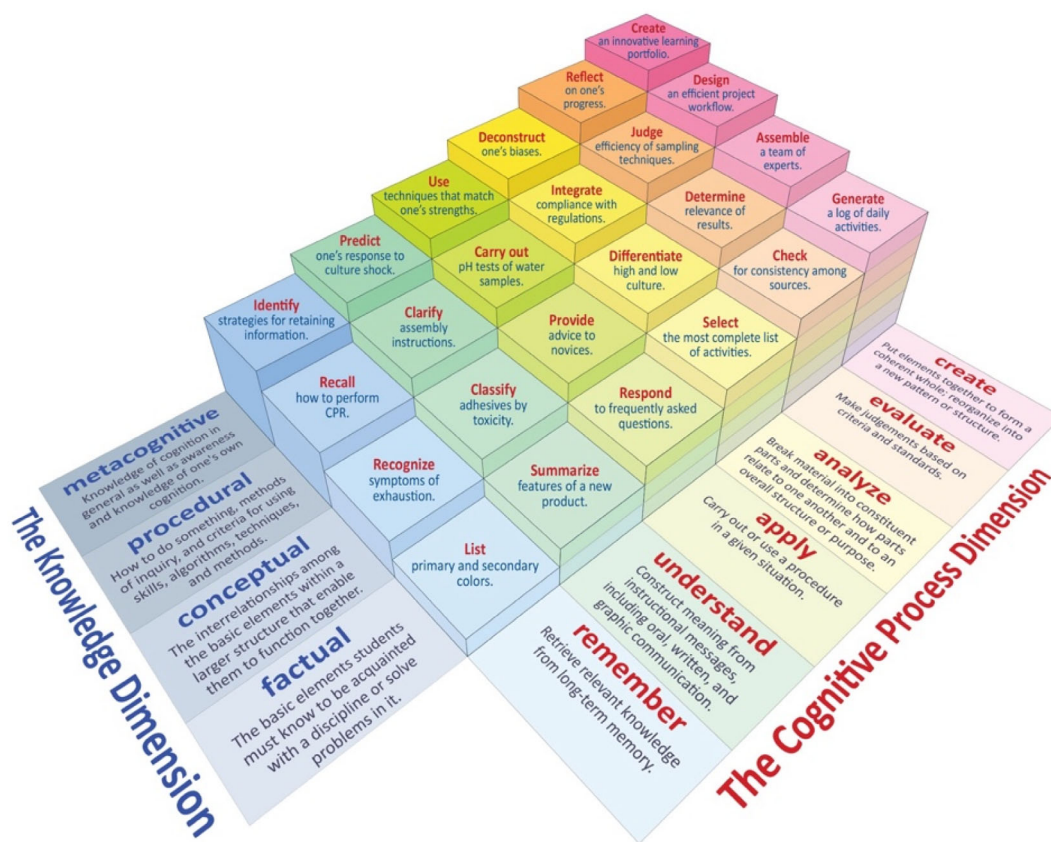 Create
an innovative learning
portfolio.
Reflect
on one's
progress.
Design
an efficient project
workflow.
Deconstruct
one's biases.
Judge
efficiency of sampling
techniques.
Assemble
a team of
experts.
Use
techniques that match
one's strengths.
Integrate
compliance with
regulations.
Determine
relevance of
results.
Generate
a log of daily
activities.
Predict
one's response to
culture shock.
Carry out
pH tests of water
samples.
Differentiate
high and low
culture.
Check
for consistency among
sources.
Identify
strategies for retaining
information.
Clarify
assembly
instructions.
Provide
advice to
novices.
Select
the most complete list
of activities.
Recall
how to perform
CPR.
Classify
adhesives by
toxicity.
Respond
to frequently asked
questions.
Recognize
symptoms of
exhaustion.
Summarize
features of a new
product.
List
primary and secondary
colors.
metacognitive
Knowledge of cognition in
general as well as awareness
and knowledge of one's own
cognition.
procedural
How to do something, methods
of inquiry, and criteria for using
skills, algorithms, techniques,
and methods.
conceptual
The interrelationships among
the basic elements within a
larger structure that enable
them to function together.
factual
The basic elements students
must know to be acquainted
with a discipline or solve
problems in it.
The Knowledge Dimension
create
Put elements together to form a
coherent whole; reorganize into
a new pattern or structure.
evaluate
Make judgements based on
criteria and standards.
analyze
Break material into constituent
parts and determine how parts
relate to one another and to an
overall structure or purpose.
apply
Carry out or use a procedure
in a given situation.
understand
Construct meaning from
instructional messages,
including oral, written, and
graphic communication.
remember
Retrieve relevant knowledge
from long-term memory.
The Cognitive Process Dimension